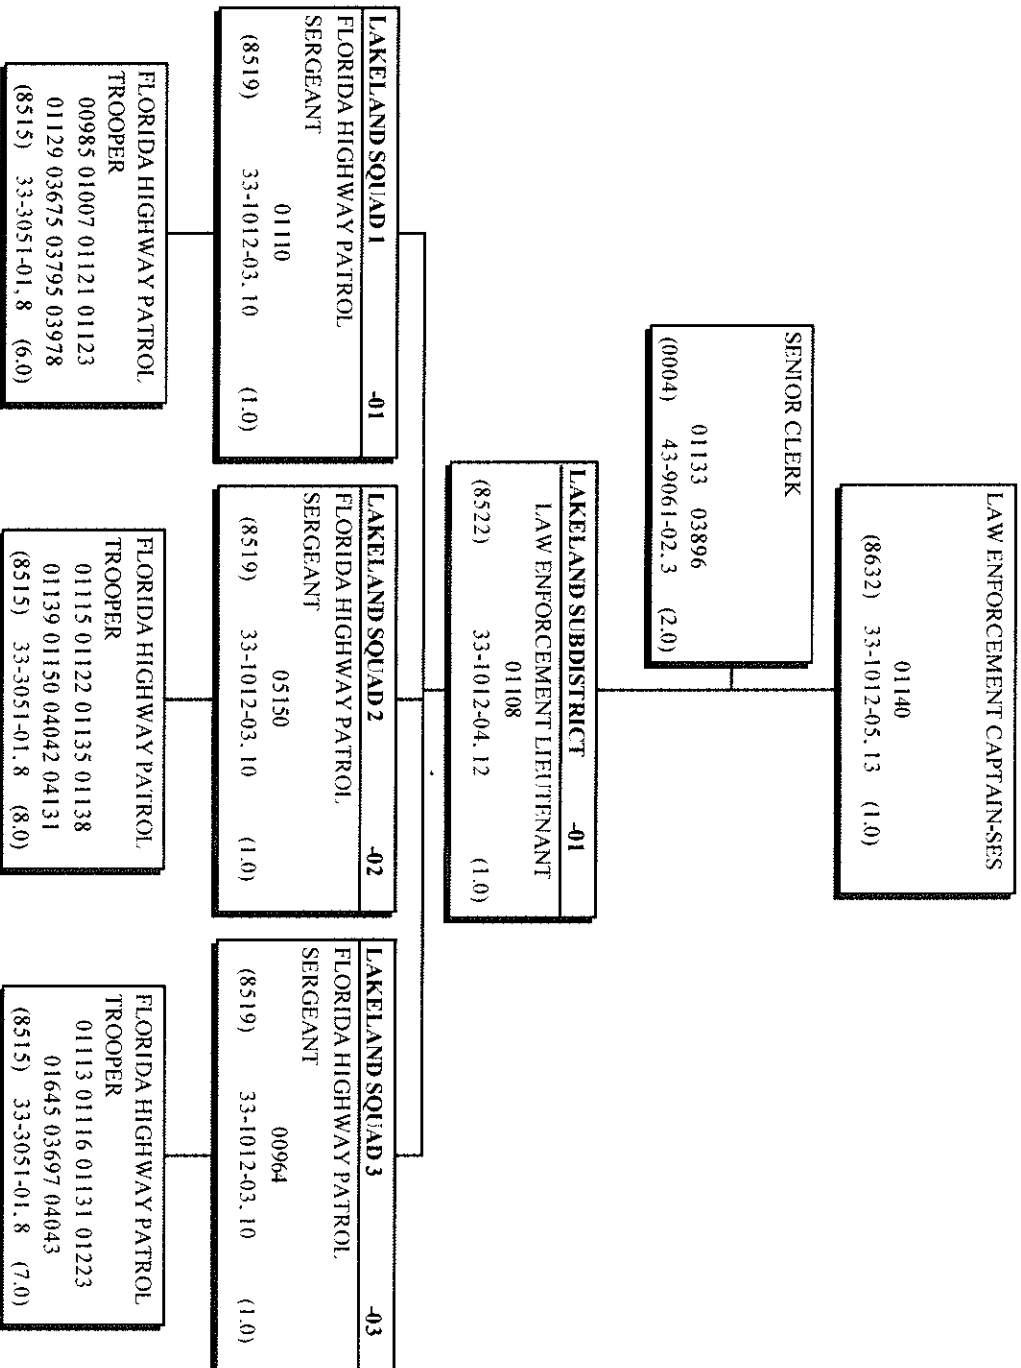 LAW ENFORCEMENT CAPTAIN-SES
01140
(8632) 33-1012-05. 13 (1.0)
SENIOR CLERK
01133 03896
(0004) 43-9061-02. 3 (2.0)
LAKELAND SUBDISTRICT -01
LAW ENFORCEMENT LIEUTENANT
01108
(8522) 33-1012-04. 12 (1.0)
LAKELAND SQUAD 1 -01
FLORIDA HIGHWAY PATROL
SERGEANT
01110
(8519) 33-1012-03. 10 (1.0)
LAKELAND SQUAD 2 -02
FLORIDA HIGHWAY PATROL
SERGEANT
05150
(8519) 33-1012-03. 10 (1.0)
LAKELAND SQUAD 3 -03
FLORIDA HIGHWAY PATROL
SERGEANT
00964
(8519) 33-1012-03. 10 (1.0)
FLORIDA HIGHWAY PATROL
TROOPER
00985 01007 01121 01123
01129 03675 03795 03978
(8515) 33-3051-01. 8 (6.0)
FLORIDA HIGHWAY PATROL
TROOPER
01115 01122 01135 01138
01139 01150 04042 04131
(8515) 33-3051-01. 8 (8.0)
FLORIDA HIGHWAY PATROL
TROOPER
01113 01116 01131 01223
01645 03697 04043
(8515) 33-3051-01. 8 (7.0)